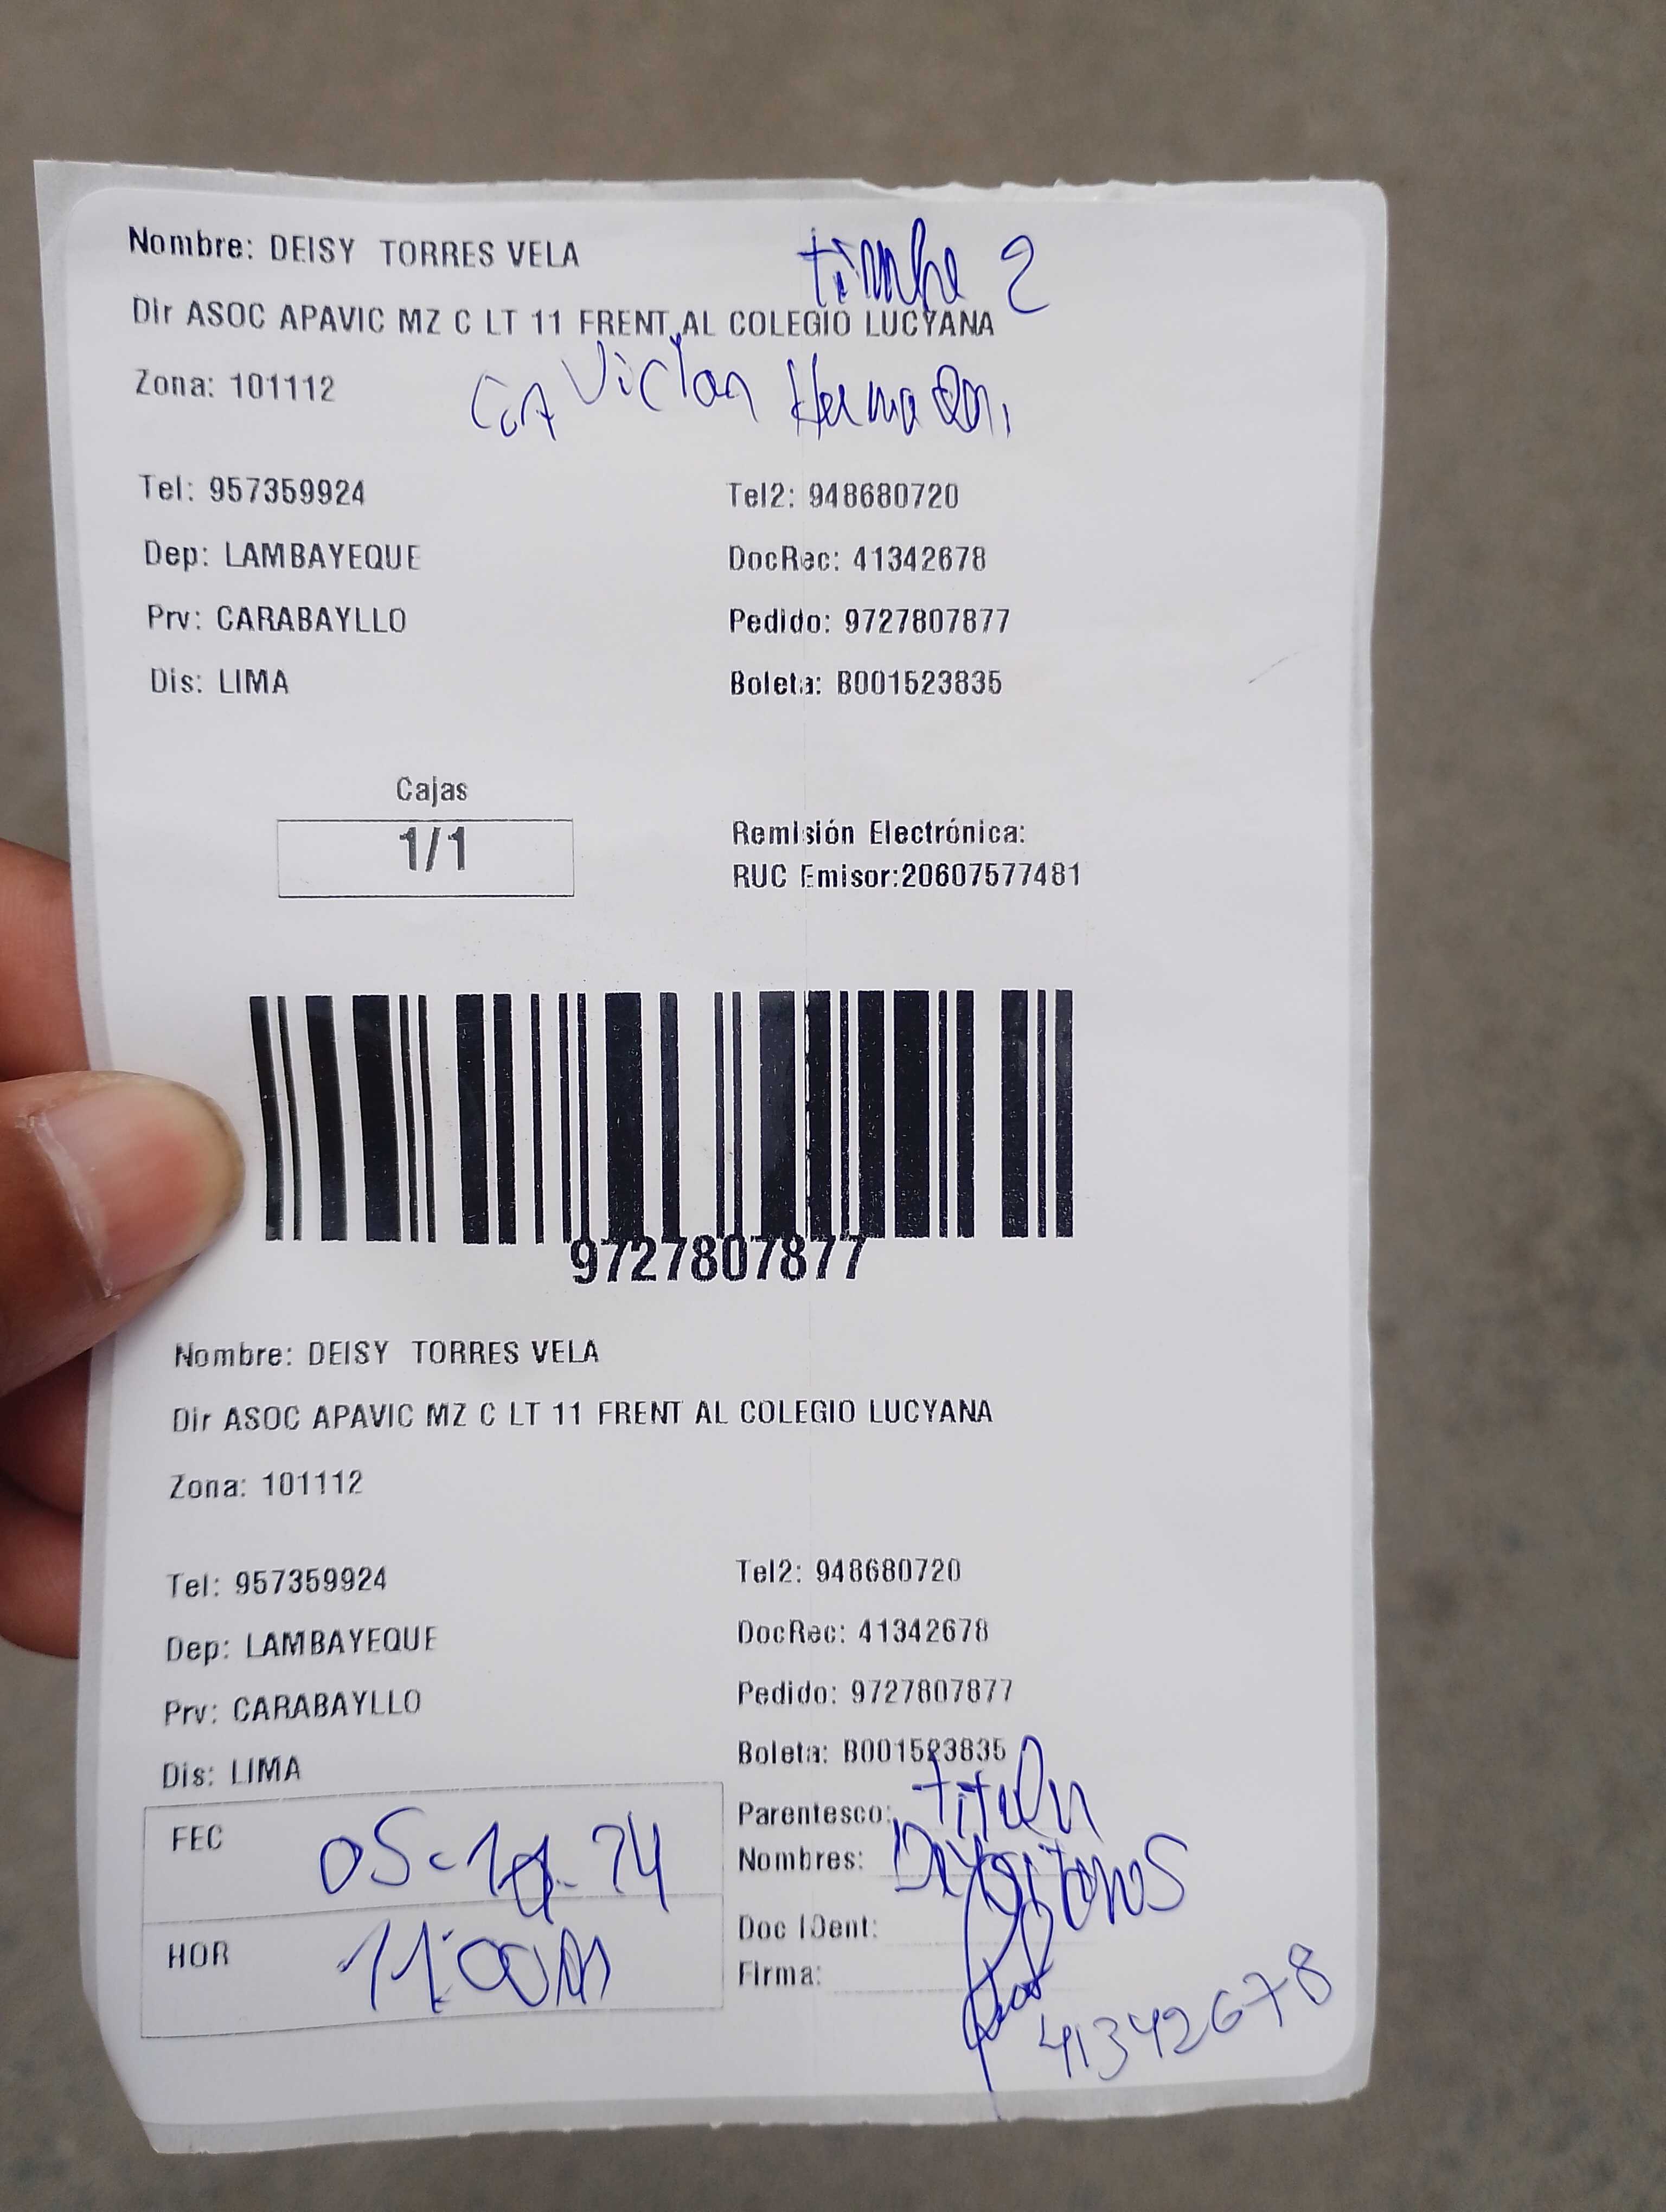 Nombre: DEISY TORRES VELA
timbre 2
Dir ASOC APAVIC MZ C LT 11 FRENT AL COLEGIO LUCYANA
Zona: 101112
Tel: 957359924 Tel2: 948680720
Dep: LAMBAYEQUE DocRec: 41342678
Prv: CARABAYLLO Pedido: 9727807877
Dis: LIMA Boleta: B001523835
Cajas
1/1
Remisión Electrónica:
RUC Emisor:20607577481
9727807877
Nombre: DEISY TORRES VELA
Dir ASOC APAVIC MZ C LT 11 FRENT AL COLEGIO LUCYANA
Zona: 101112
Tel: 957359924 Tel2: 948680720
Dep: LAMBAYEQUE DocRec: 41342678
Prv: CARABAYLLO Pedido: 9727807877
Dis: LIMA Boleta: B001523835
FEC
Parentesco: titular
Nombres:
HOR 11:00
Doc IDent:
Firma:
41342678